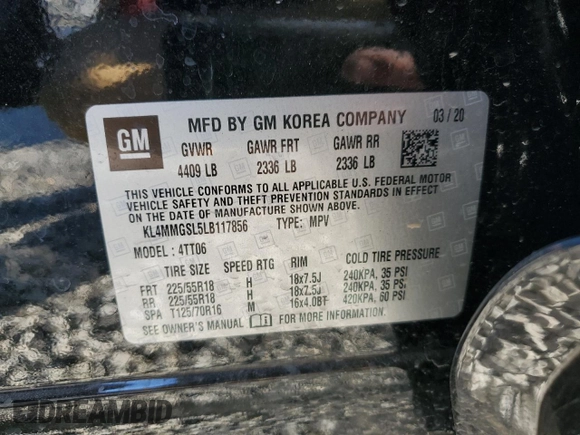 GM
MFD BY GM KOREA COMPANY 03/20
GVWR GAWR FRT GAWR RR
4409 LB 2336 LB 2336 LB
THIS VEHICLE CONFORMS TO ALL APPLICABLE U.S. FEDERAL MOTOR
VEHICLE SAFETY AND THEFT PREVENTION STANDARDS IN EFFECT
ON THE DATE OF MANUFACTURE SHOWN ABOVE.
KL4MMGSL5LB117856 TYPE: MPV
MODEL : 4TT06
TIRE SIZE SPEED RTG RIM COLD TIRE PRESSURE
FRT 225/55R18 H 18x7.5J 240KPA, 35 PSI
RR 225/55R18 H 18x7.5J 240KPA, 35 PSI
SPA T125/70R16 M 16x4.0BT 420KPA, 60 PSI
SEE OWNER'S MANUAL FOR MORE INFORMATION.
BDREAMBID